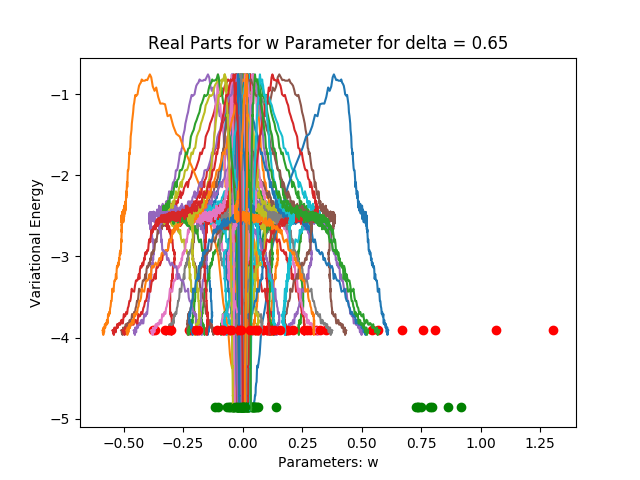 Real Parts for w Parameter for delta = 0.65
Variational Energy
−1
−2
−3
−4
−5
−0.50 −0.25 0.00 0.25 0.50 0.75 1.00 1.25
Parameters: w